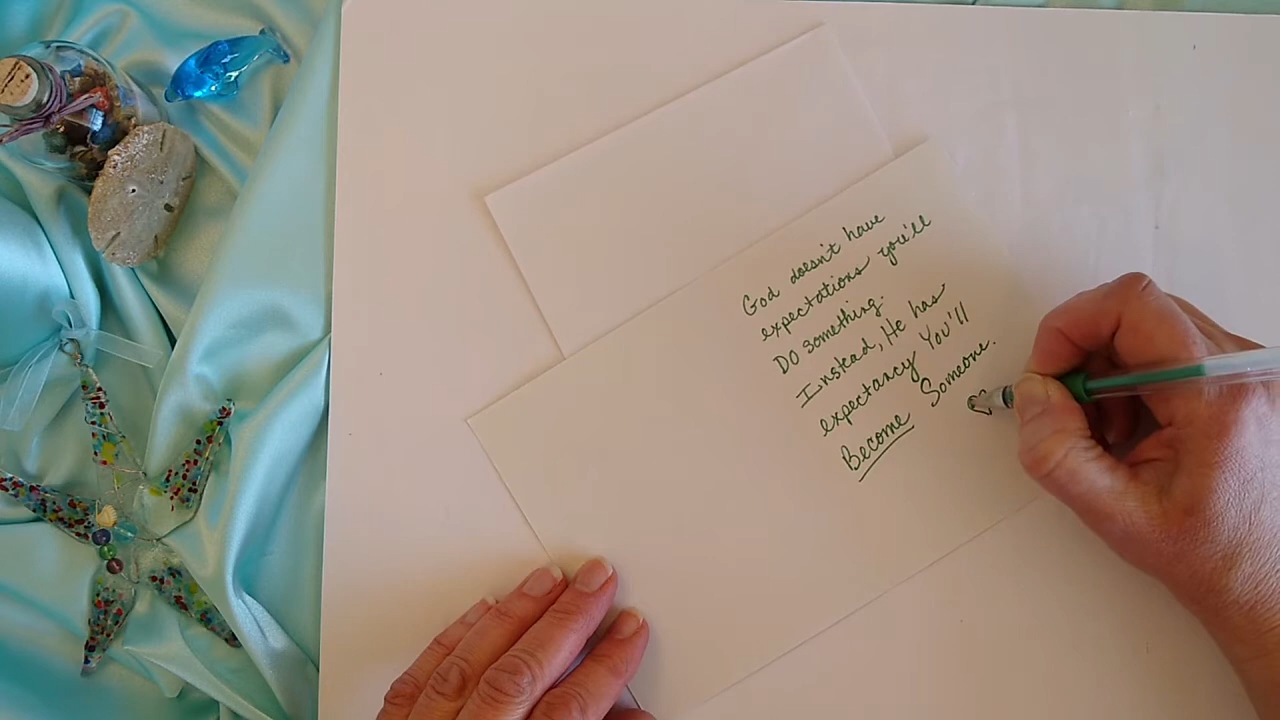 God doesn't have
expectations you'll
DO something.
Instead, He has
expectancy You'll
Become Someone.